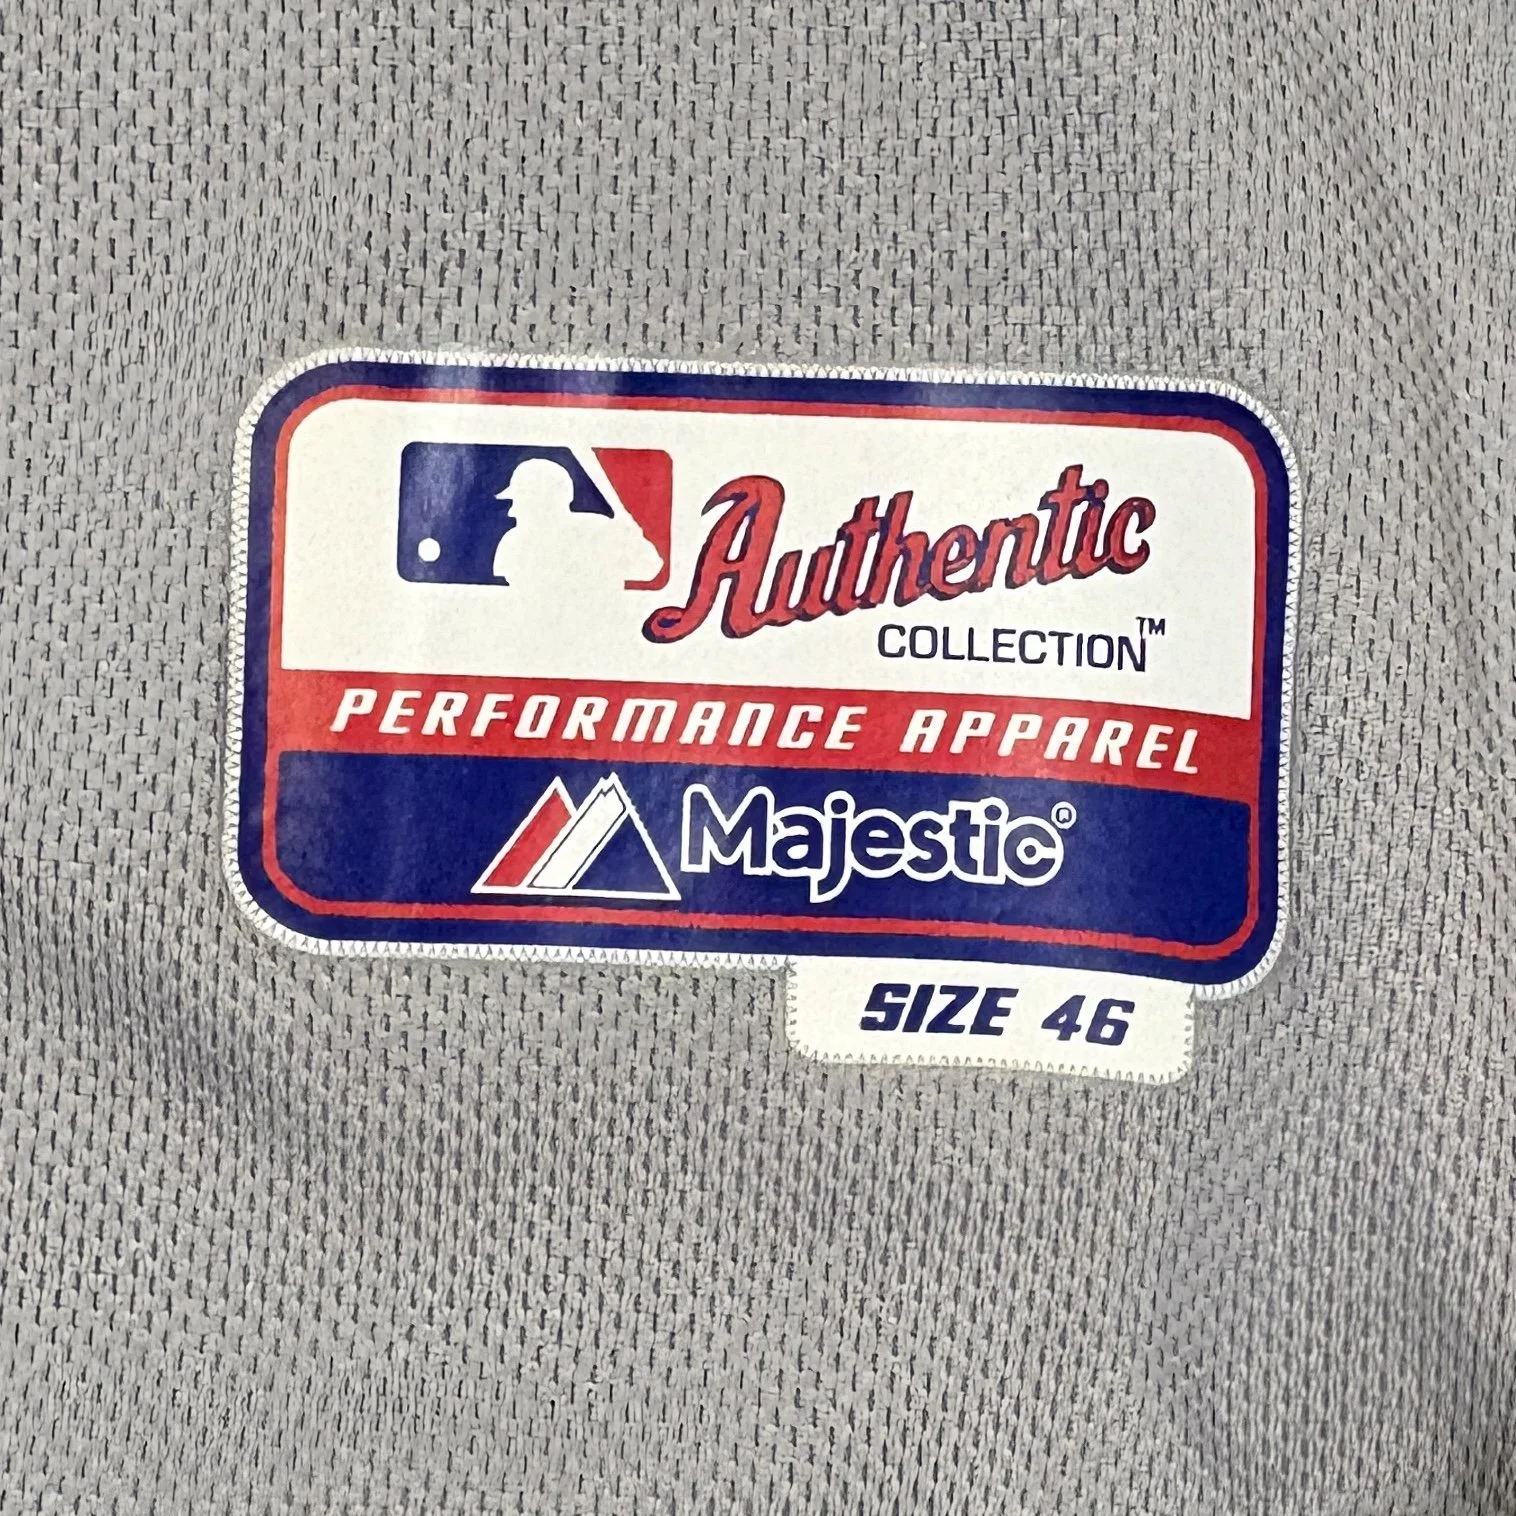 Authentic
COLLECTION™
PERFORMANCE APPAREL
Majestic®
SIZE 46